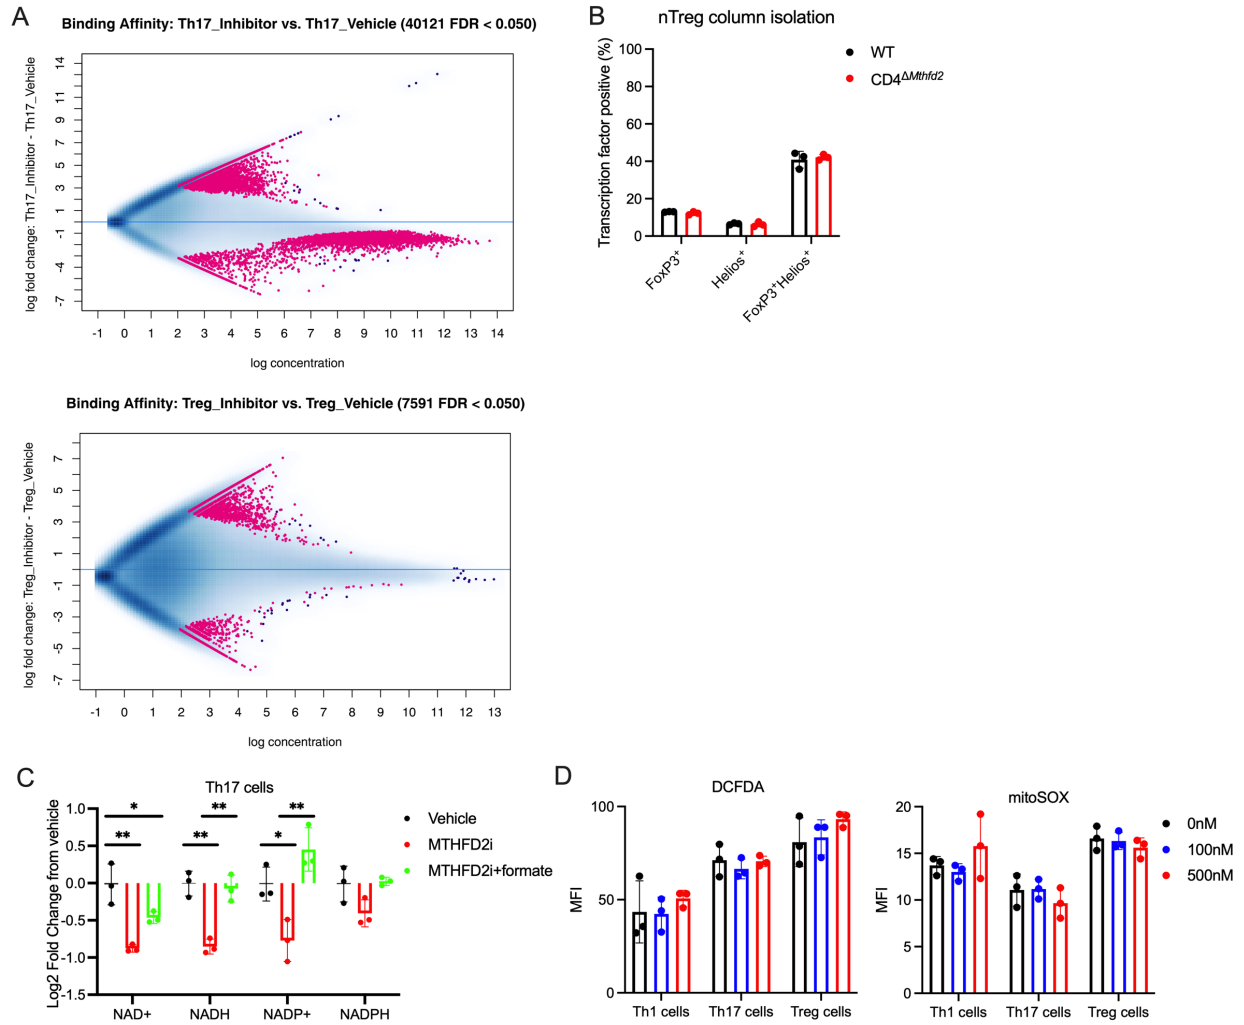 A
Binding Affinity: Th17_Inhibitor vs. Th17_Vehicle (40121 FDR < 0.050)
log fold change: Th17_Inhibitor - Th17_Vehicle
14
11
9
7
5
3
1
-1
-4
-7
-1 0 1 2 3 4 5 6 7 8 9 10 11 12 13 14
log concentration
Binding Affinity: Treg_Inhibitor vs. Treg_Vehicle (7591 FDR < 0.050)
log fold change: Treg_Inhibitor - Treg_Vehicle
7
5
3
1
-1
-3
-5
-7
-1 0 1 2 3 4 5 6 7 8 9 10 11 12 13
log concentration
B
nTreg column isolation
Transcription factor positive (%)
100
80
60
40
20
0
FoxP3+
Helios+
FoxP3+Helios+
WT
CD4ΔMthfd2
C
Th17 cells
Log2 Fold Change from vehicle
1.0
0.5
0.0
-0.5
-1.0
-1.5
*
**
**
**
**
*
NAD+ NADH NADP+ NADPH
Vehicle
MTHFD2i
MTHFD2i+formate
D
DCFDA
MFI
100
50
0
Th1 cells Th17 cells Treg cells
mitoSOX
MFI
20
15
10
5
0
Th1 cells Th17 cells Treg cells
0nM
100nM
500nM